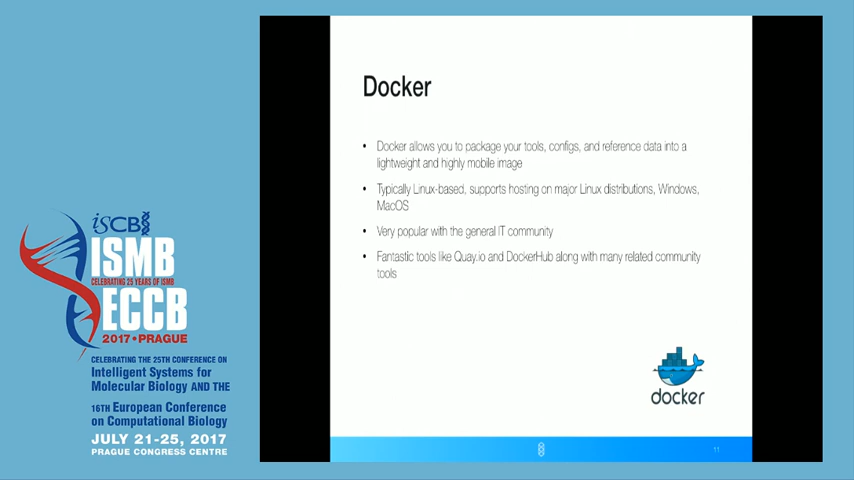 Docker
• Docker allows you to package your tools, configs, and reference data into a
lightweight and highly mobile image
• Typically Linux-based, supports hosting on major Linux distributions, Windows,
MacOS
• Very popular with the general IT community
• Fantastic tools like Quay.io and DockerHub along with many related community
tools
docker
11
iSCB
ISMB
CELEBRATING 25 YEARS OF ISMB
ECCB
2017 • PRAGUE
CELEBRATING THE 25TH CONFERENCE ON
Intelligent Systems for
Molecular Biology AND THE
16TH European Conference
on Computational Biology
JULY 21-25, 2017
PRAGUE CONGRESS CENTRE